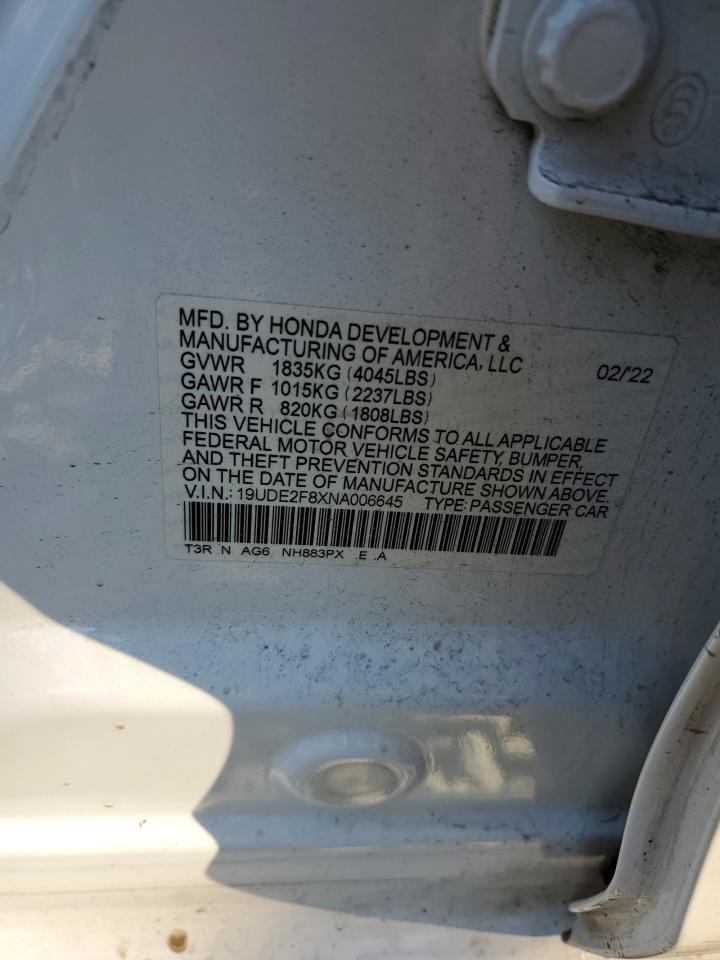 MFD. BY HONDA DEVELOPMENT &
MANUFACTURING OF AMERICA, LLC 02/'22
GVWR 1835KG (4045LBS)
GAWR F 1015KG (2237LBS)
GAWR R 820KG (1808LBS)
THIS VEHICLE CONFORMS TO ALL APPLICABLE
FEDERAL MOTOR VEHICLE SAFETY, BUMPER,
AND THEFT PREVENTION STANDARDS IN EFFECT
ON THE DATE OF MANUFACTURE SHOWN ABOVE.
V.I.N.: 19UDE2F8XNA006645 TYPE: PASSENGER CAR
T3R N AG6 NH883PX E A